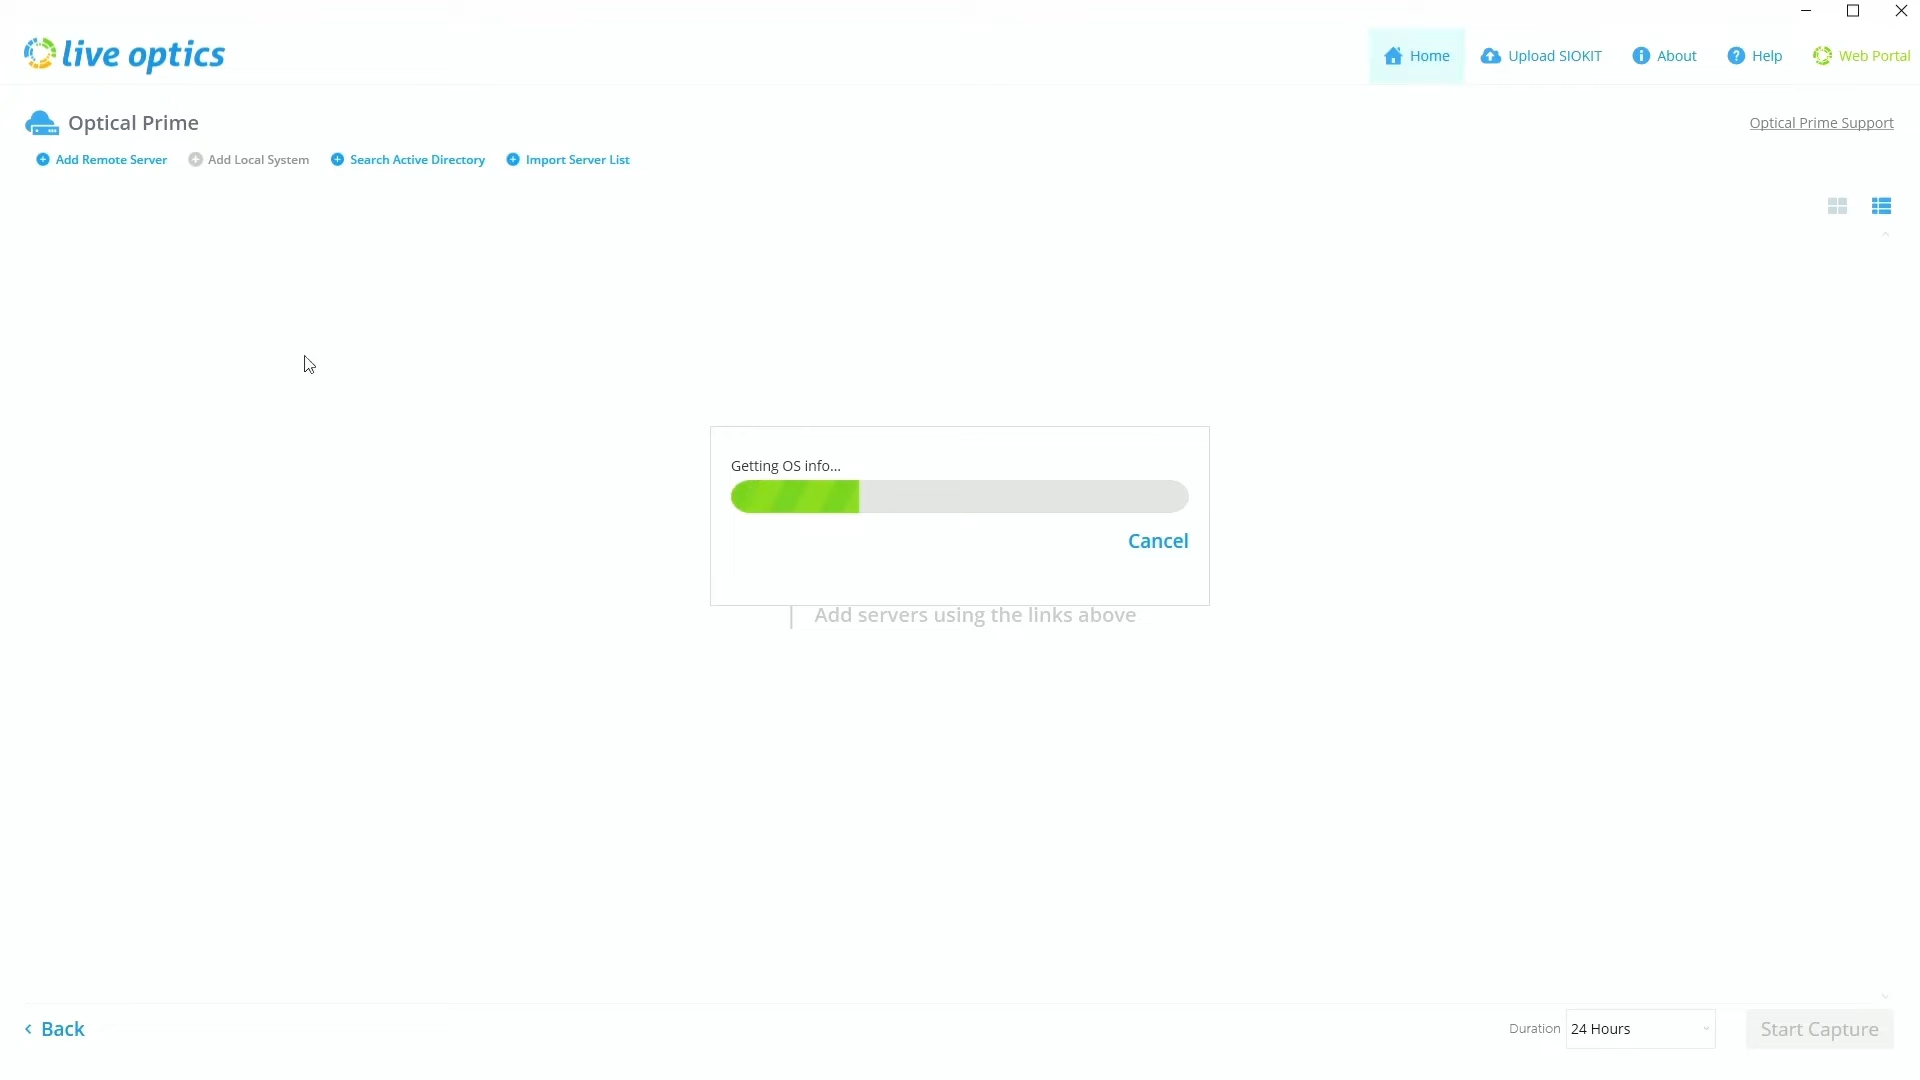 live optics
Home
Upload SIOKIT
About
Help
Web Portal
Optical Prime
Optical Prime Support
Add Remote Server
Add Local System
Search Active Directory
Import Server List
Getting OS info...
Cancel
Add servers using the links above
Back
Duration
24 Hours
Start Capture